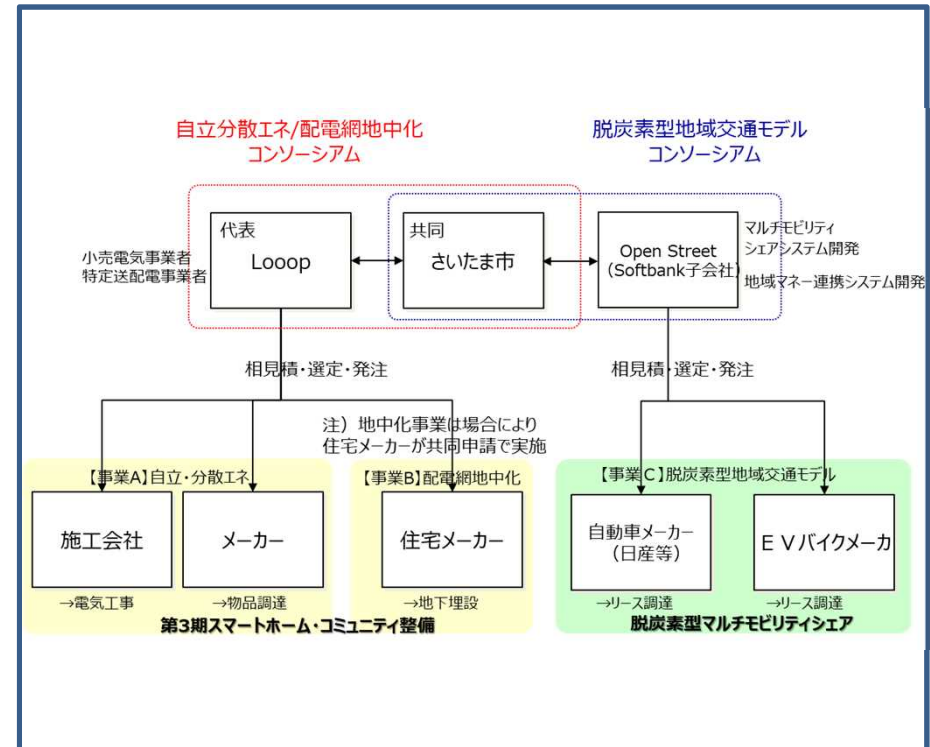 自立分散エネ/配電網地中化
コンソーシアム
脱炭素型地域交通モデル
コンソーシアム
小売電気事業者
特定送配電事業者
代表
Looop
共同
さいたま市
Open Street
(Softbank子会社)
マルチモビリティ
シェアシステム開発
地域マネー連携システム開発
相見積・選定・発注
相見積・選定・発注
注）地中化事業は場合により
住宅メーカーが共同申請で実施
【事業A】自立・分散エネ
【事業B】配電網地中化
【事業C】脱炭素型地域交通モデル
施工会社
メーカー
住宅メーカー
自動車メーカー
（日産等）
ＥＶバイクメーカ
→電気工事
→物品調達
→地下埋設
→リース調達
→リース調達
第3期スマートホーム・コミュニティ整備
脱炭素型マルチモビリティシェア